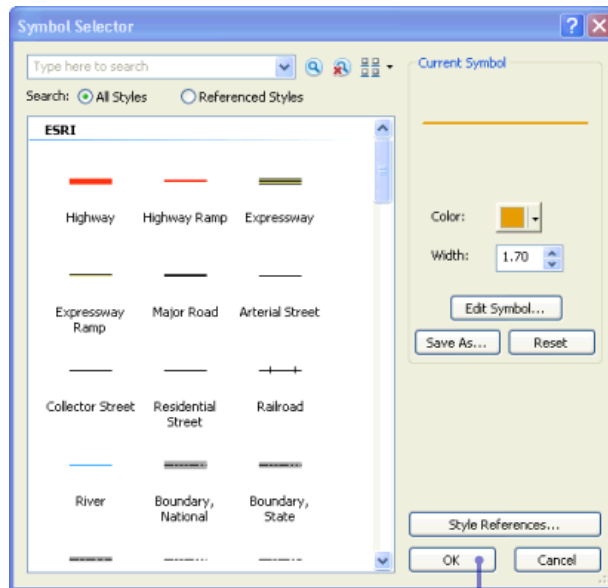 Symbol Selector
Type here to search
Search: All Styles Referenced Styles
ESRI
Highway Highway Ramp Expressway
Expressway Major Road Arterial Street
Ramp
Collector Street Residential Railroad
Street
River Boundary, Boundary,
National State
Current Symbol
Color:
Width: 1.70
Edit Symbol...
Save As... Reset
Style References...
OK Cancel